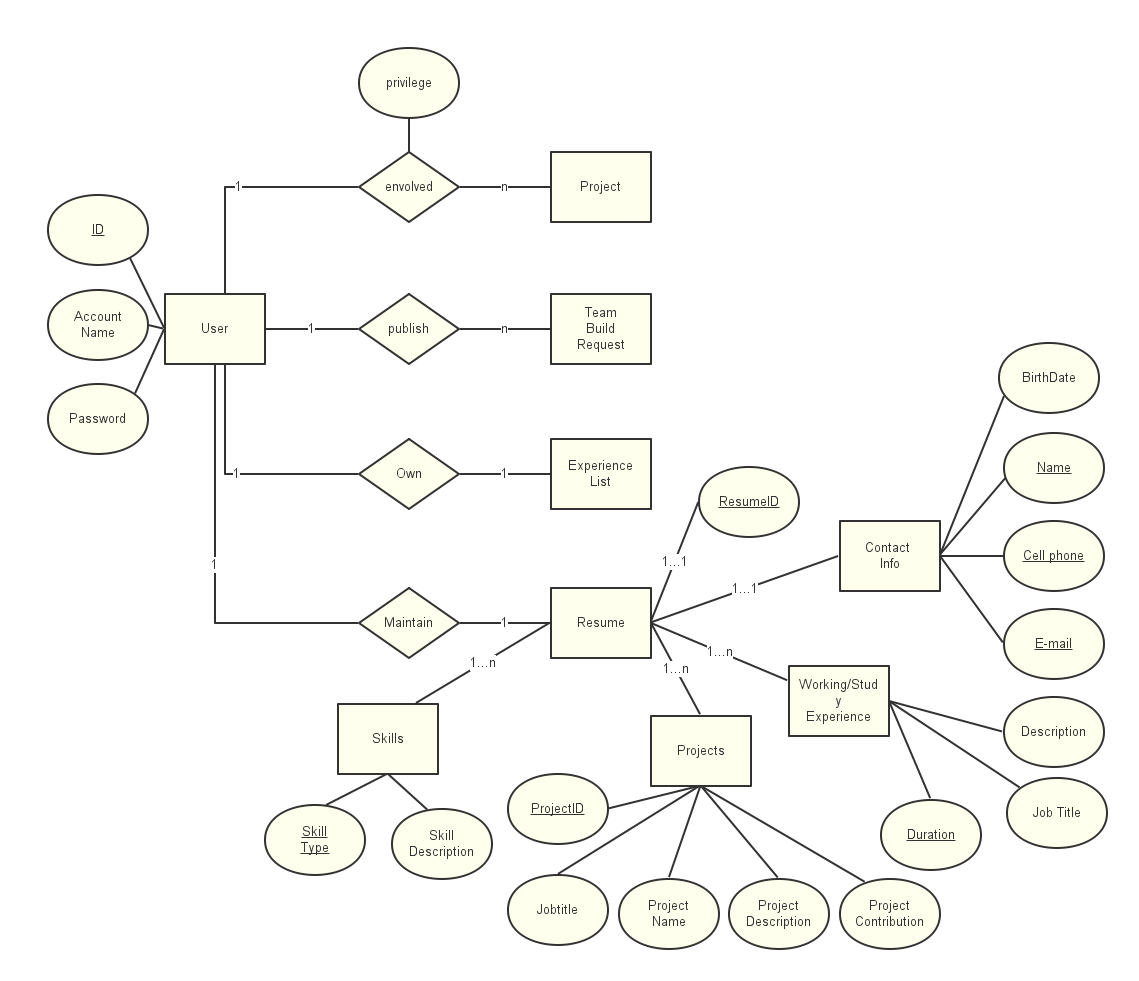 privilege
1
envolved
n
Project
ID
Account
Name
Password
User
1
publish
n
Team
Build
Request
1
Own
1
Experience
List
1
Maintain
1
Resume
ResumeID
1...1
1...1
1...n
1...n
1...n
Contact
Info
BirthDate
Name
Cell phone
E-mail
Working/Stud
y
Experience
Description
Job Title
Duration
Skills
Skill
Type
Skill
Description
Projects
ProjectID
Jobtitle
Project
Name
Project
Description
Project
Contribution